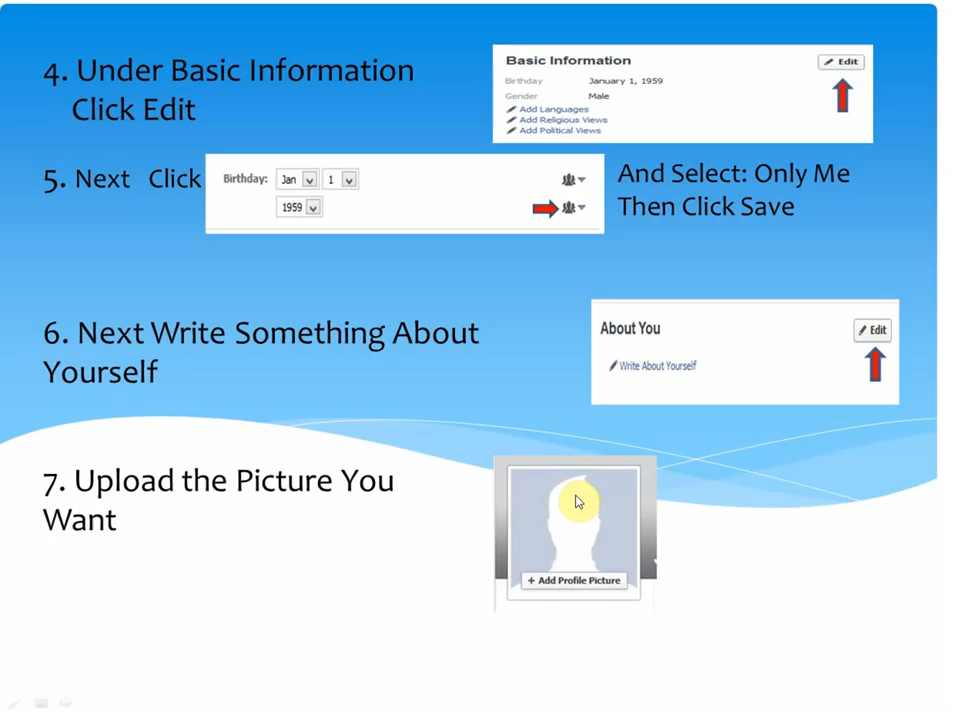 4. Under Basic Information
Click Edit
Basic Information
Edit
Birthday January 1, 1959
Gender Male
Add Languages
Add Religious Views
Add Political Views
5. Next Click
Birthday: Jan 1
1959
And Select: Only Me
Then Click Save
6. Next Write Something About
Yourself
About You
Edit
Write About Yourself
7. Upload the Picture You
Want
+ Add Profile Picture